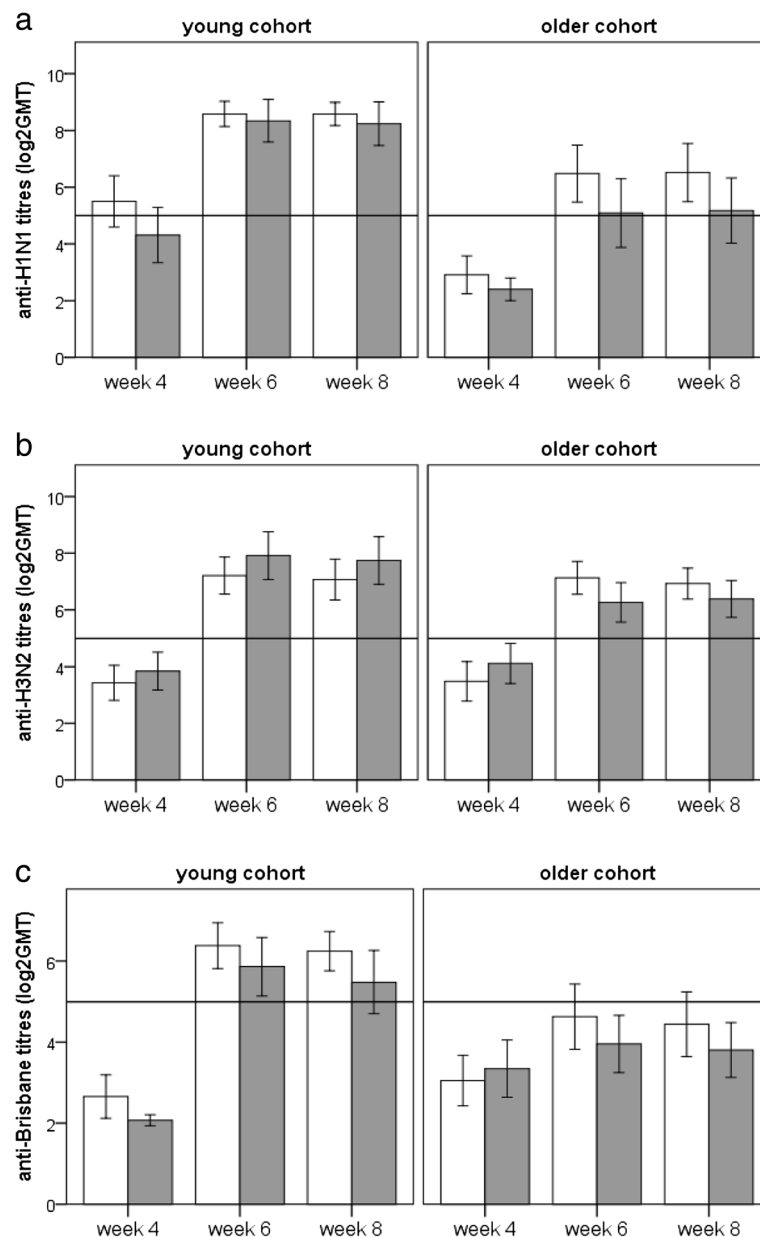 a
young cohort older cohort
anti-H1N1 titres (log2GMT)
10
8
6
4
2
0
week 4 week 6 week 8 week 4 week 6 week 8
b
young cohort older cohort
anti-H3N2 titres (log2GMT)
10
8
6
4
2
0
week 4 week 6 week 8 week 4 week 6 week 8
c
young cohort older cohort
anti-Brisbane titres (log2GMT)
6
4
2
0
week 4 week 6 week 8 week 4 week 6 week 8